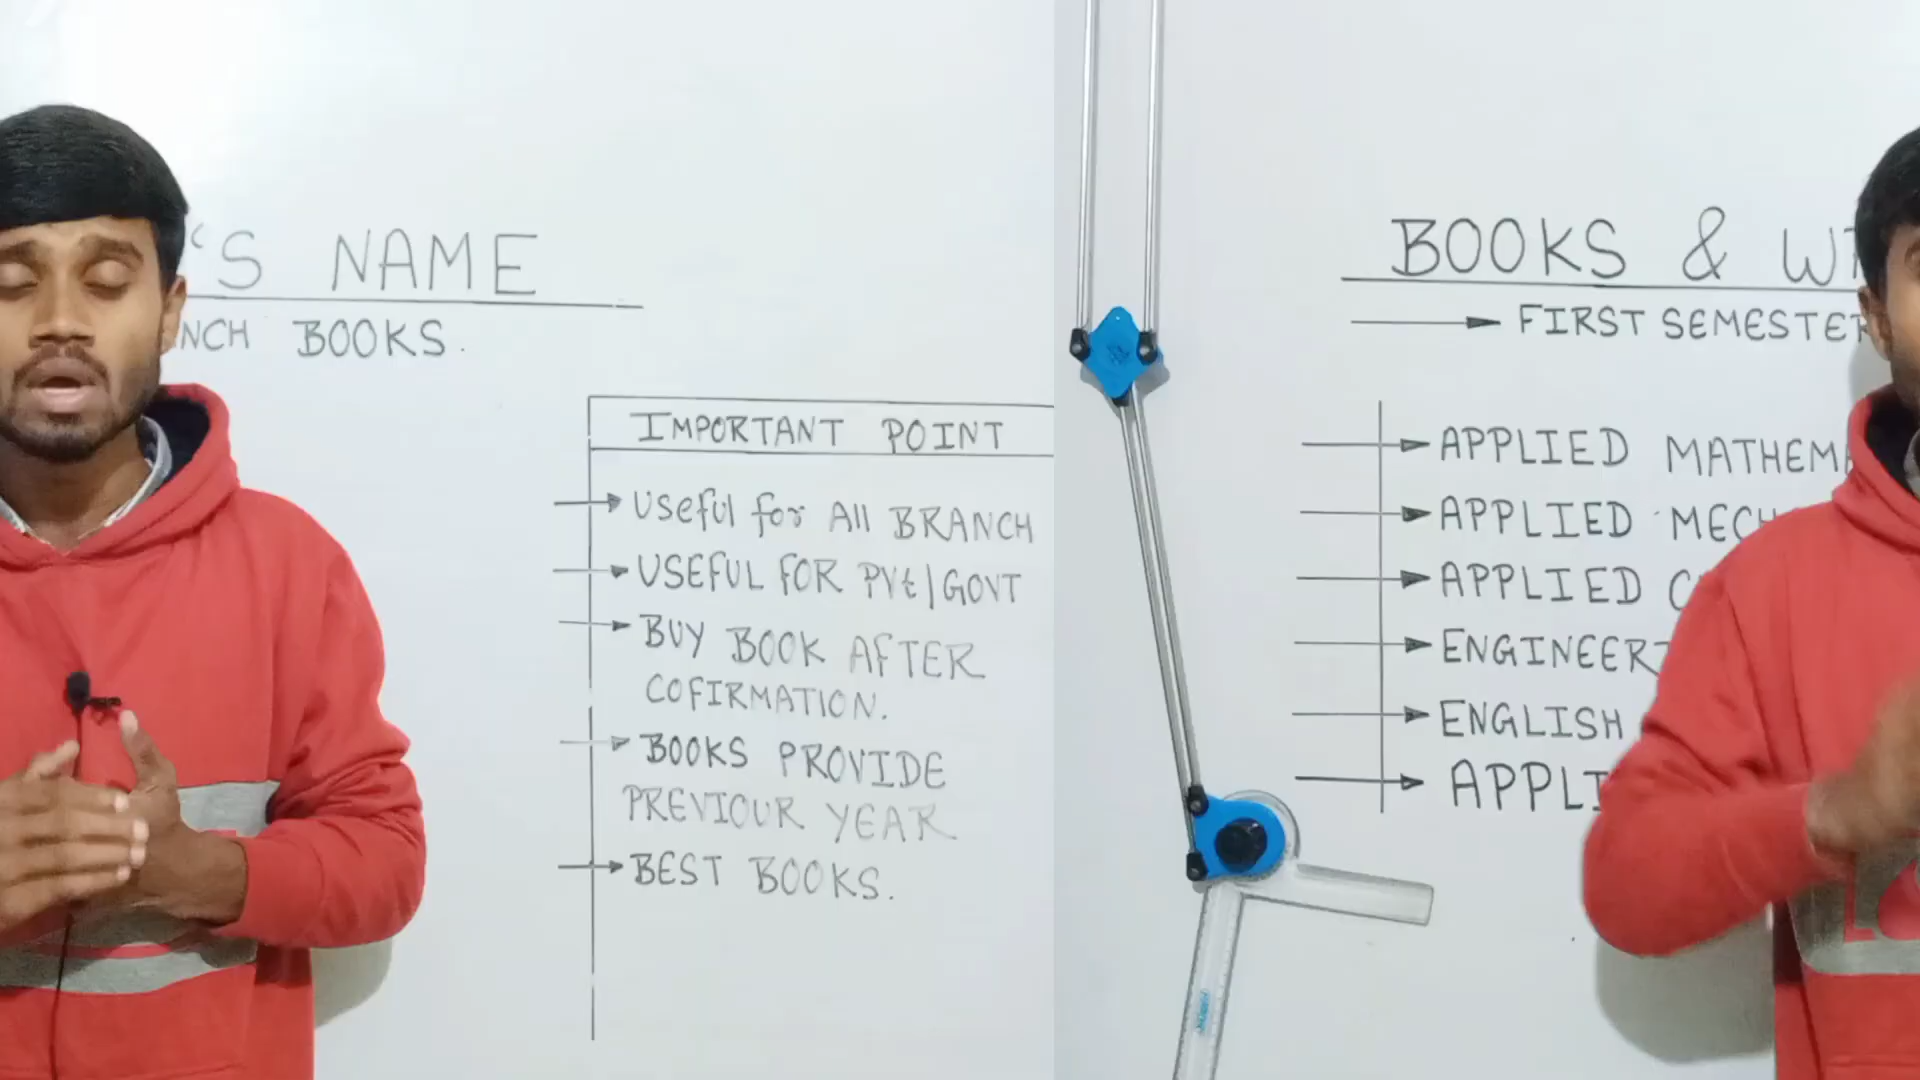 'S NAME
NCH BOOKS.
IMPORTANT POINT
Useful for All BRANCH
USEFUL FOR PVt/GOVT
BUY BOOK AFTER
COFIRMATION.
BOOKS PROVIDE
PREVIOUR YEAR
BEST BOOKS.
BOOKS &
FIRST SEMESTER
APPLIED MATHEMA
APPLIED MECH
APPLIED
ENGINEER
ENGLISH
APPLI